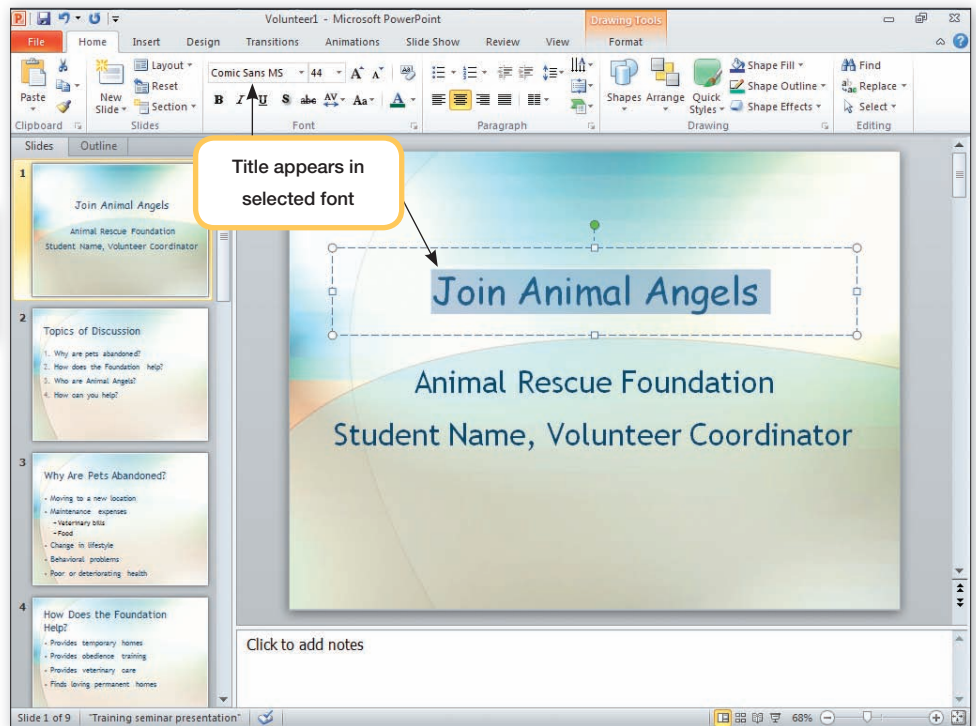 Volunteer1 - Microsoft PowerPoint
Drawing Tools
File Home Insert Design Transitions Animations Slide Show Review View Format
Paste
New Slide
Layout
Reset
Section
Comic Sans MS 44
B I U S abc AV Aa A
Shapes Arrange Quick Styles
Shape Fill
Shape Outline
Shape Effects
Find
Replace
Select
Clipboard Slides Font Paragraph Drawing Editing
Slides Outline
Title appears in
selected font
1
Join Animal Angels
Animal Rescue Foundation
Student Name, Volunteer Coordinator
2
Topics of Discussion
1. Why are pets abandoned?
2. How does the Foundation help?
3. Who are Animal Angels?
4. How can you help?
3
Why Are Pets Abandoned?
- Moving to a new location
- Maintenance expenses
- Veterinary bills
- Food
- Change in lifestyle
- Behavioral problems
- Poor or deteriorating health
4
How Does the Foundation
Help?
- Provides temporary homes
- Provides obedience training
- Provides veterinary care
- Finds loving permanent homes
Join Animal Angels
Animal Rescue Foundation
Student Name, Volunteer Coordinator
Click to add notes
Slide 1 of 9 "Training seminar presentation" 68%